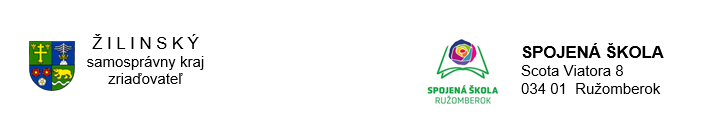 ŽILINSKÝ
samosprávny kraj
zriaďovateľ
SPOJENÁ ŠKOLA
RUŽOMBEROK
SPOJENÁ ŠKOLA
Scota Viatora 8
034 01 Ružomberok